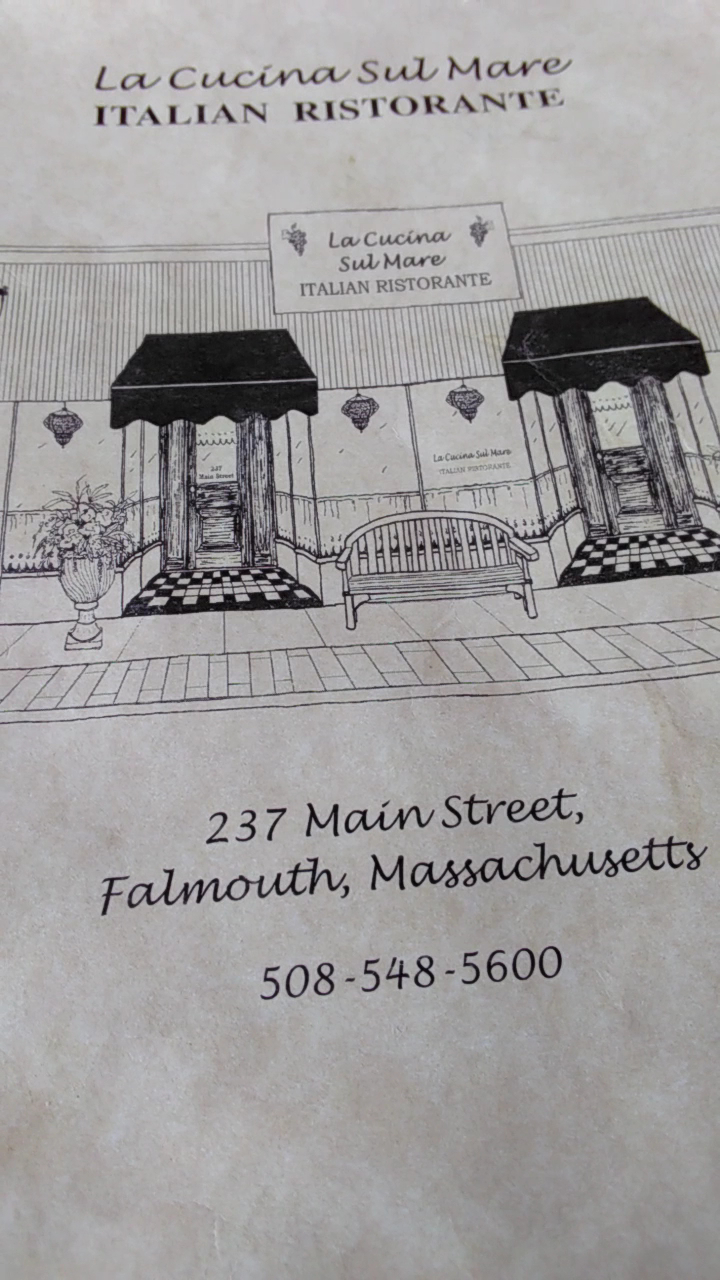 La Cucina Sul Mare
ITALIAN RISTORANTE
La Cucina
Sul Mare
ITALIAN RISTORANTE
La Cucina Sul Mare
ITALIAN RISTORANTE
237
Main Street
237 Main Street,
Falmouth, Massachusetts
508-548-5600